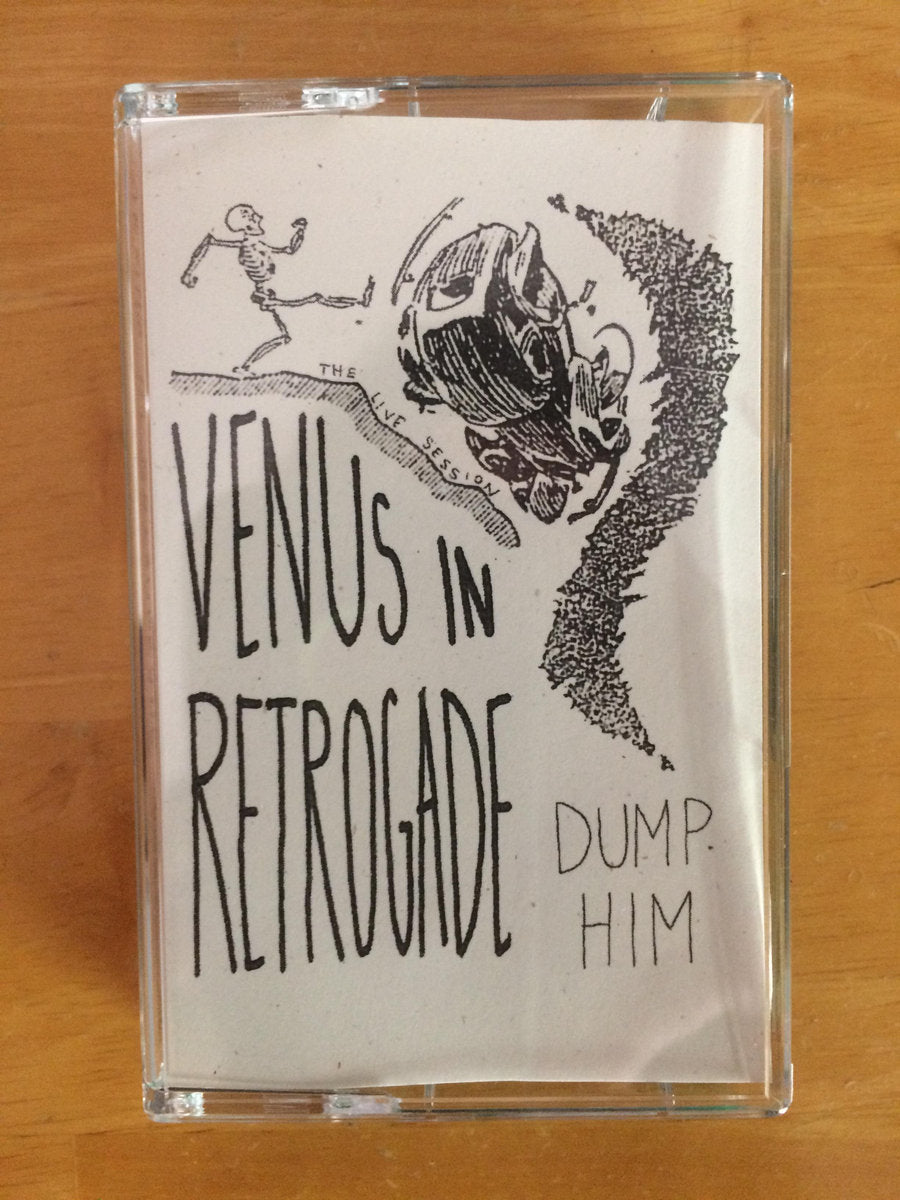 THE LIVE SESSION
VENUS IN
RETROGADE
DUMP
HIM